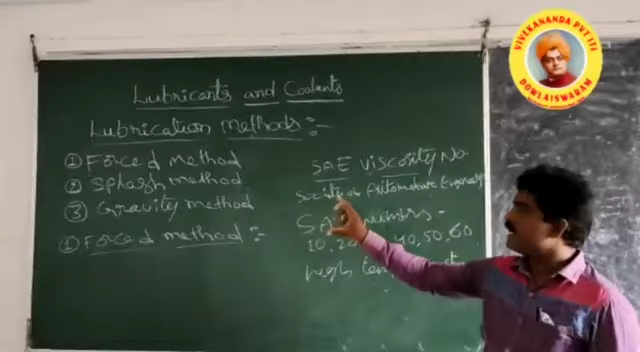 VIVEKANANDA PVT ITI
DOWLAISWARAM
Lubricants and Coolants
Lubrication Methods :-
① Forced method
② Splash method
③ Gravity method
① Forced method :-
SAE Viscosity No.
Society of Automotive
SA numbers -
10, 20 40, 50, 60
high